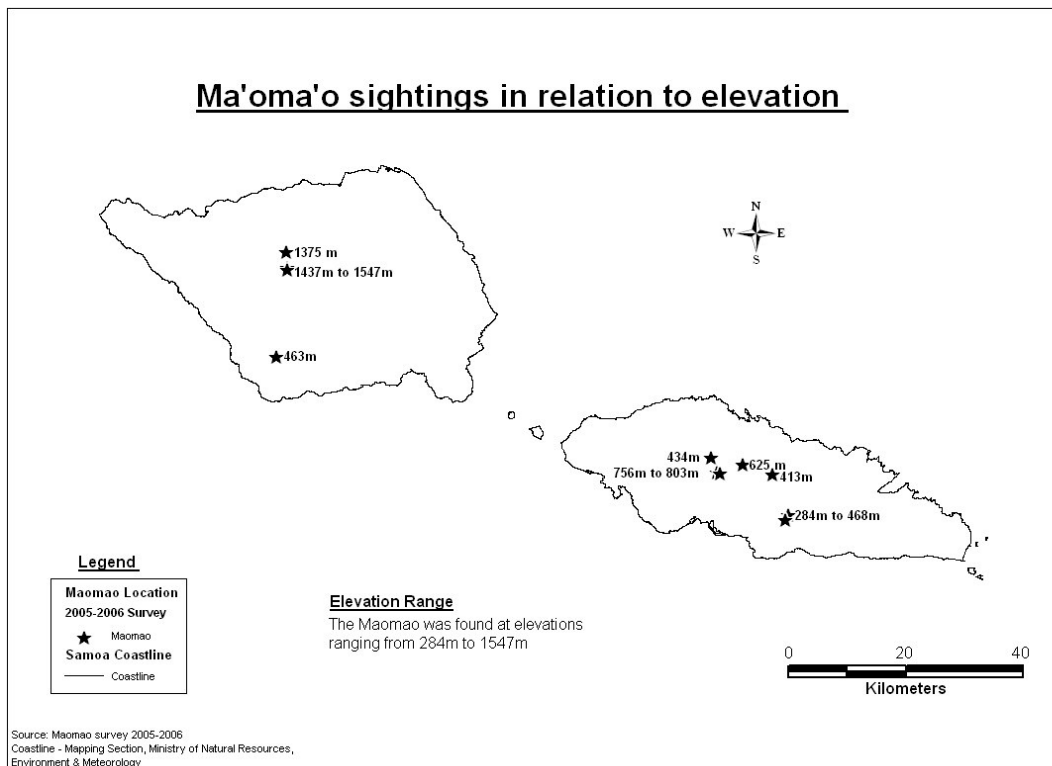 Ma'oma'o sightings in relation to elevation
N
W E
S
1375 m
1437m to 1547m
463m
434m
625 m
756m to 803m
413m
284m to 468m
Legend
Maomao Location
2005-2006 Survey
Maomao
Samoa Coastline
Coastline
Elevation Range
The Maomao was found at elevations
ranging from 284m to 1547m
0 20 40
Kilometers
Source: Maomao survey 2005-2006
Coastline - Mapping Section, Ministry of Natural Resources,
Environment & Meteorology